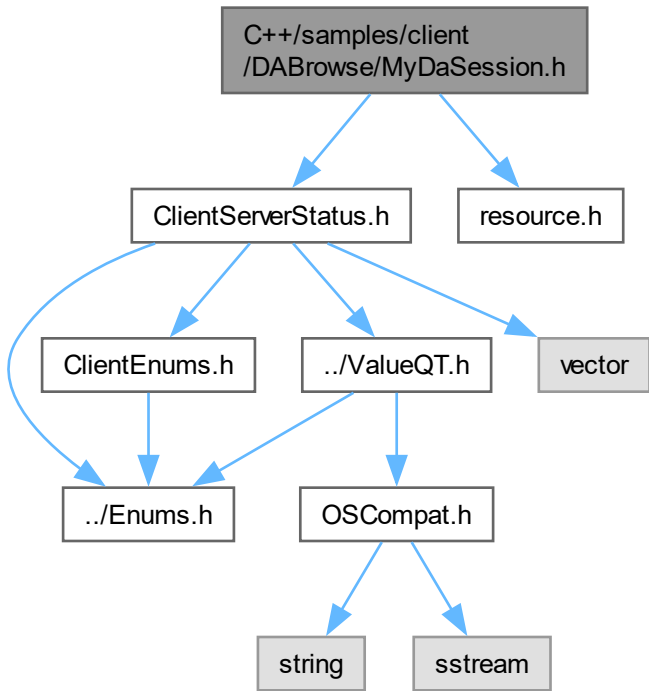 C++/samples/client
/DABrowse/MyDaSession.h
ClientServerStatus.h
resource.h
ClientEnums.h
../ValueQT.h
vector
../Enums.h
OSCompat.h
string
sstream